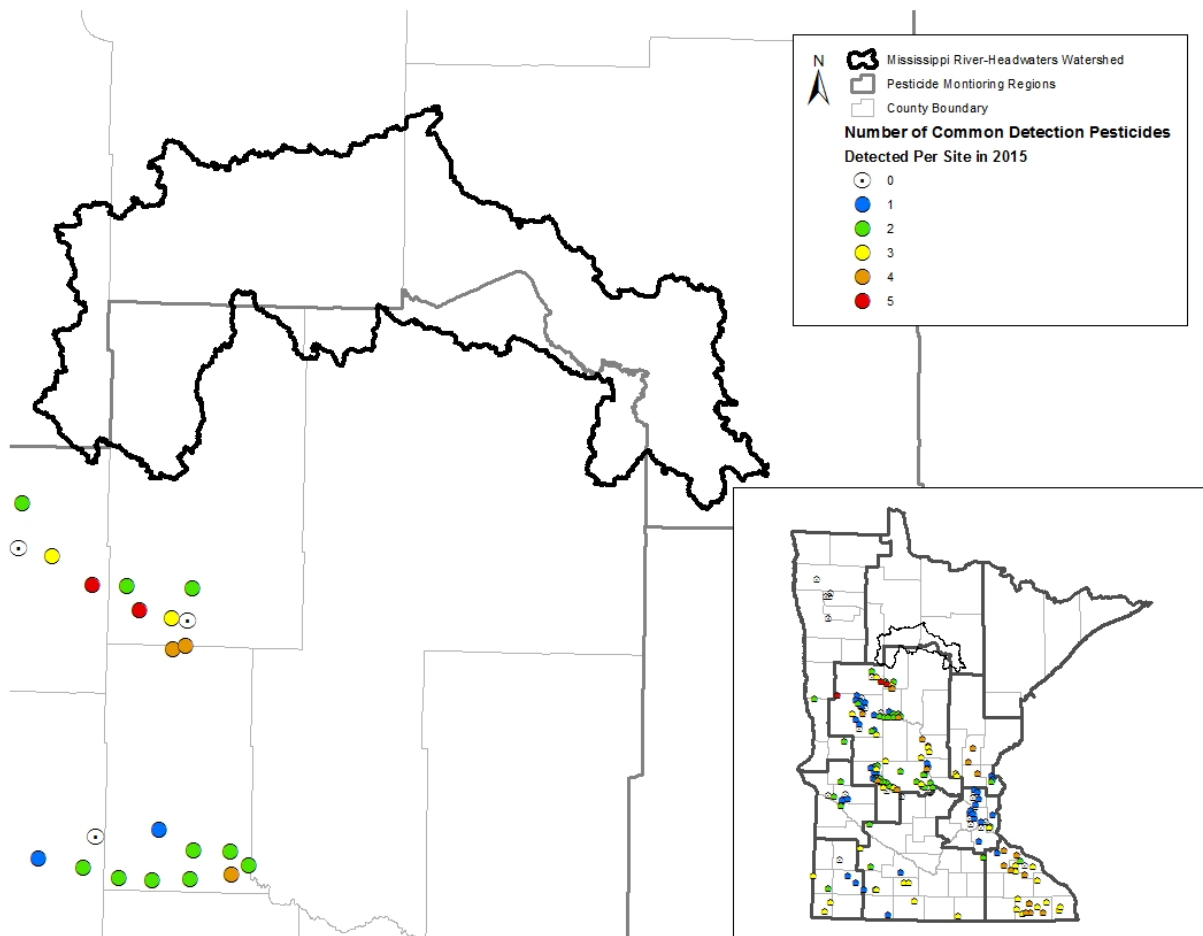 N
Mississippi River-Headwaters Watershed
Pesticide Montioring Regions
County Boundary
Number of Common Detection Pesticides
Detected Per Site in 2015
0
1
2
3
4
5